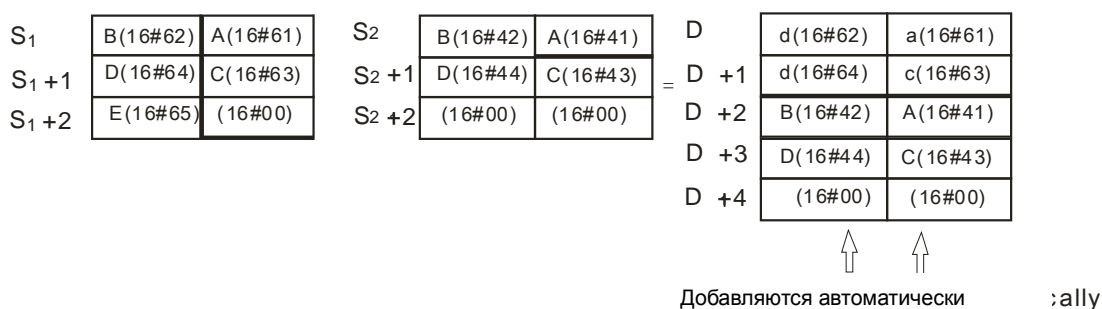 S1 B(16#62) A(16#61) S2 B(16#42) A(16#41) D d(16#62) a(16#61)
S1 +1 D(16#64) C(16#63) S2 +1 D(16#44) C(16#43) = D +1 d(16#64) c(16#63)
S1 +2 E(16#65) (16#00) S2 +2 (16#00) (16#00) D +2 B(16#42) A(16#41)
D +3 D(16#44) C(16#43)
D +4 (16#00) (16#00)
Добавляются автоматически cally